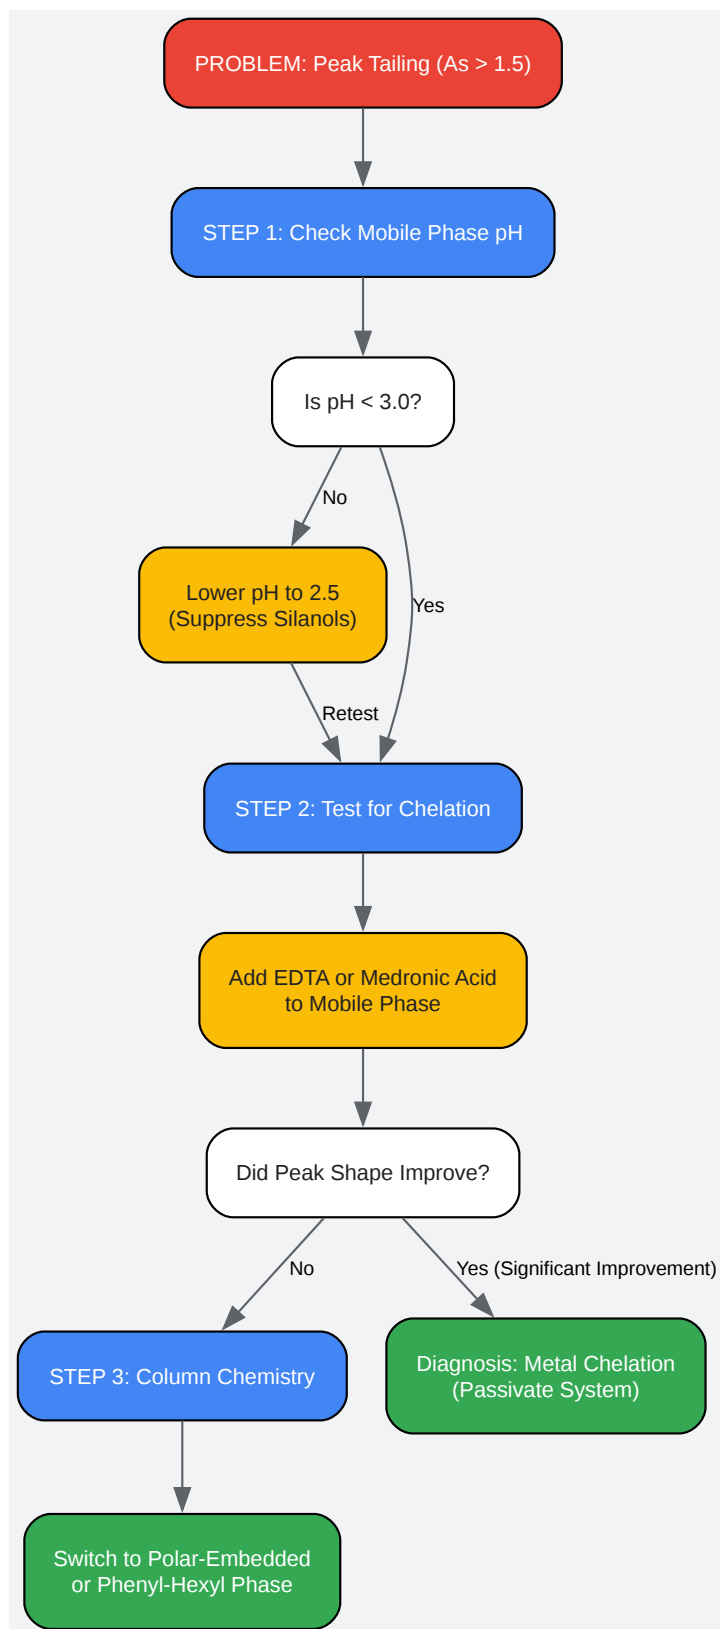 PROBLEM: Peak Tailing (As > 1.5)
STEP 1: Check Mobile Phase pH
Is pH < 3.0?
No
Lower pH to 2.5
(Suppress Silanols)
Yes
Retest
STEP 2: Test for Chelation
Add EDTA or Medronic Acid
to Mobile Phase
Did Peak Shape Improve?
No
Yes (Significant Improvement)
STEP 3: Column Chemistry
Diagnosis: Metal Chelation
(Passivate System)
Switch to Polar-Embedded
or Phenyl-Hexyl Phase